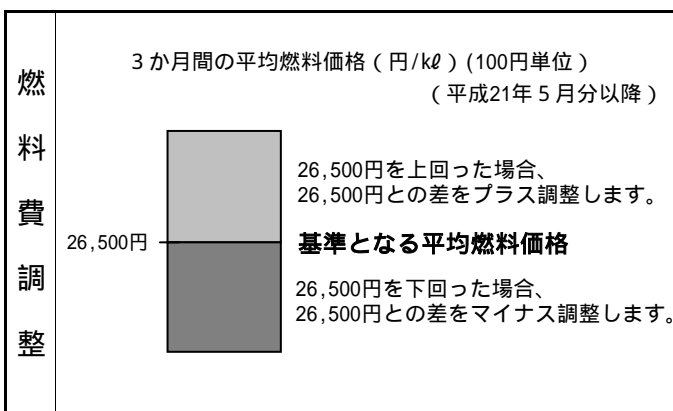 燃料費調整
3か月間の平均燃料価格(円/kℓ)(100円単位)
(平成21年5月分以降)
26,500円を上回った場合、
26,500円との差をプラス調整します。
26,500円
基準となる平均燃料価格
26,500円を下回った場合、
26,500円との差をマイナス調整します。